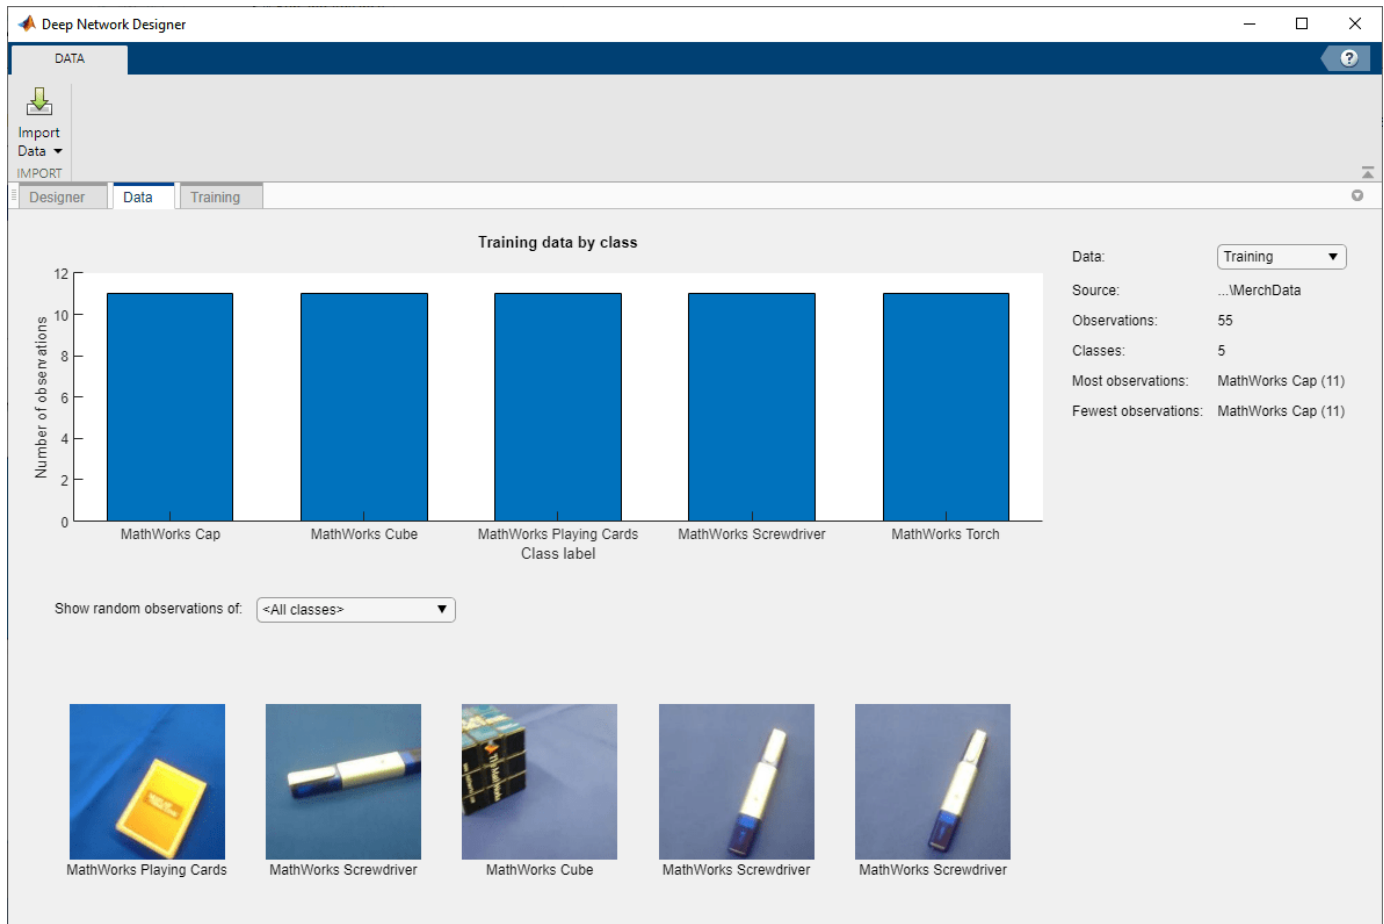 Deep Network Designer
DATA
?
Import
Data
IMPORT
Designer Data Training
Training data by class
Data: Training
Source: ...\MerchData
Observations: 55
Classes: 5
Most observations: MathWorks Cap (11)
Fewest observations: MathWorks Cap (11)
Number of observations
12
10
8
6
4
2
0
MathWorks Cap MathWorks Cube MathWorks Playing Cards MathWorks Screwdriver MathWorks Torch
Class label
Show random observations of: <All classes>
The MathWorks
MathWorks Playing Cards MathWorks Screwdriver MathWorks Cube MathWorks Screwdriver MathWorks Screwdriver